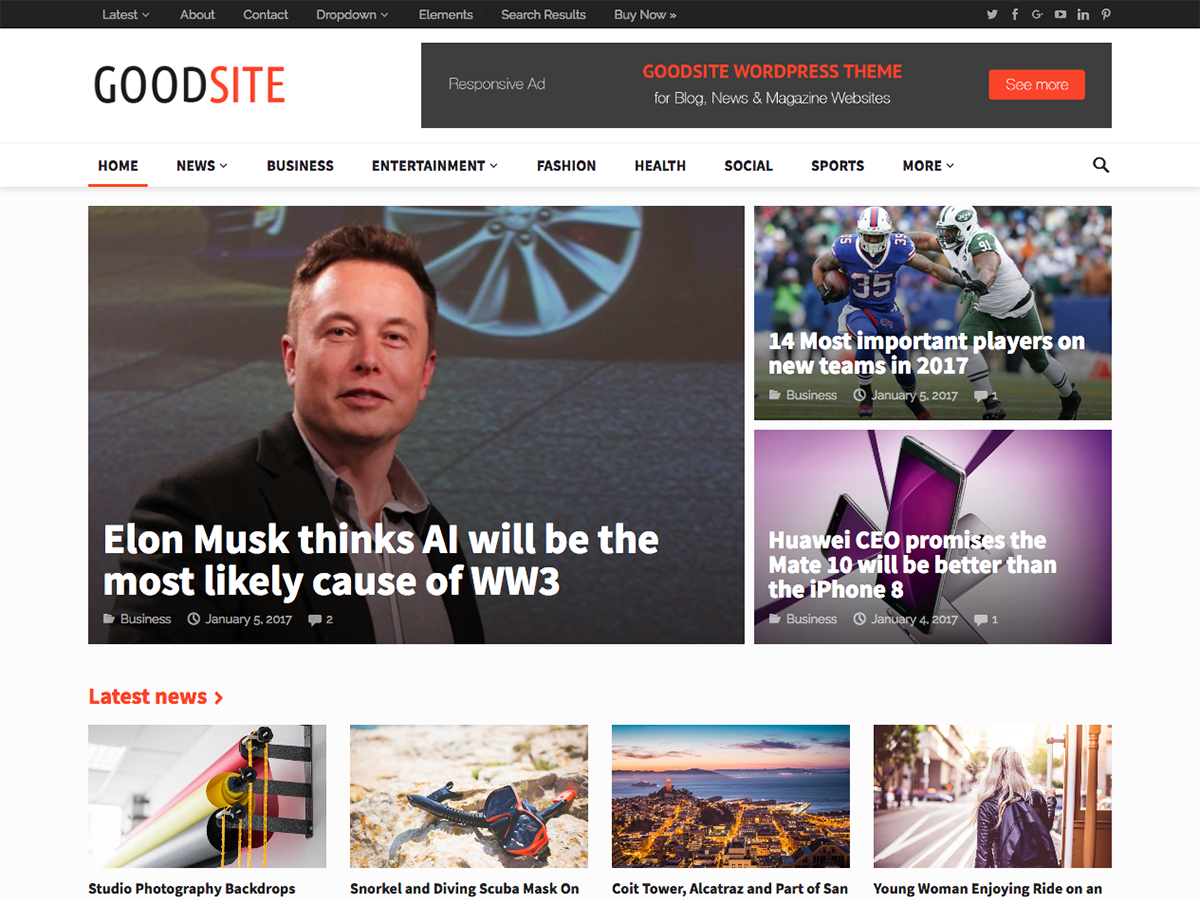 Latest About Contact Dropdown Elements Search Results Buy Now »
GOODSITE
Responsive Ad
GOODSITE WORDPRESS THEME
for Blog, News & Magazine Websites
See more
HOME NEWS BUSINESS ENTERTAINMENT FASHION HEALTH SOCIAL SPORTS MORE
Elon Musk thinks AI will be the
most likely cause of WW3
Business January 5, 2017 2
35
35
91
14 Most important players on
new teams in 2017
Business January 5, 2017 1
Huawei CEO promises the
Mate 10 will be better than
the iPhone 8
Business January 4, 2017 1
Latest news
Studio Photography Backdrops
Snorkel and Diving Scuba Mask On
Coit Tower, Alcatraz and Part of San
Young Woman Enjoying Ride on an